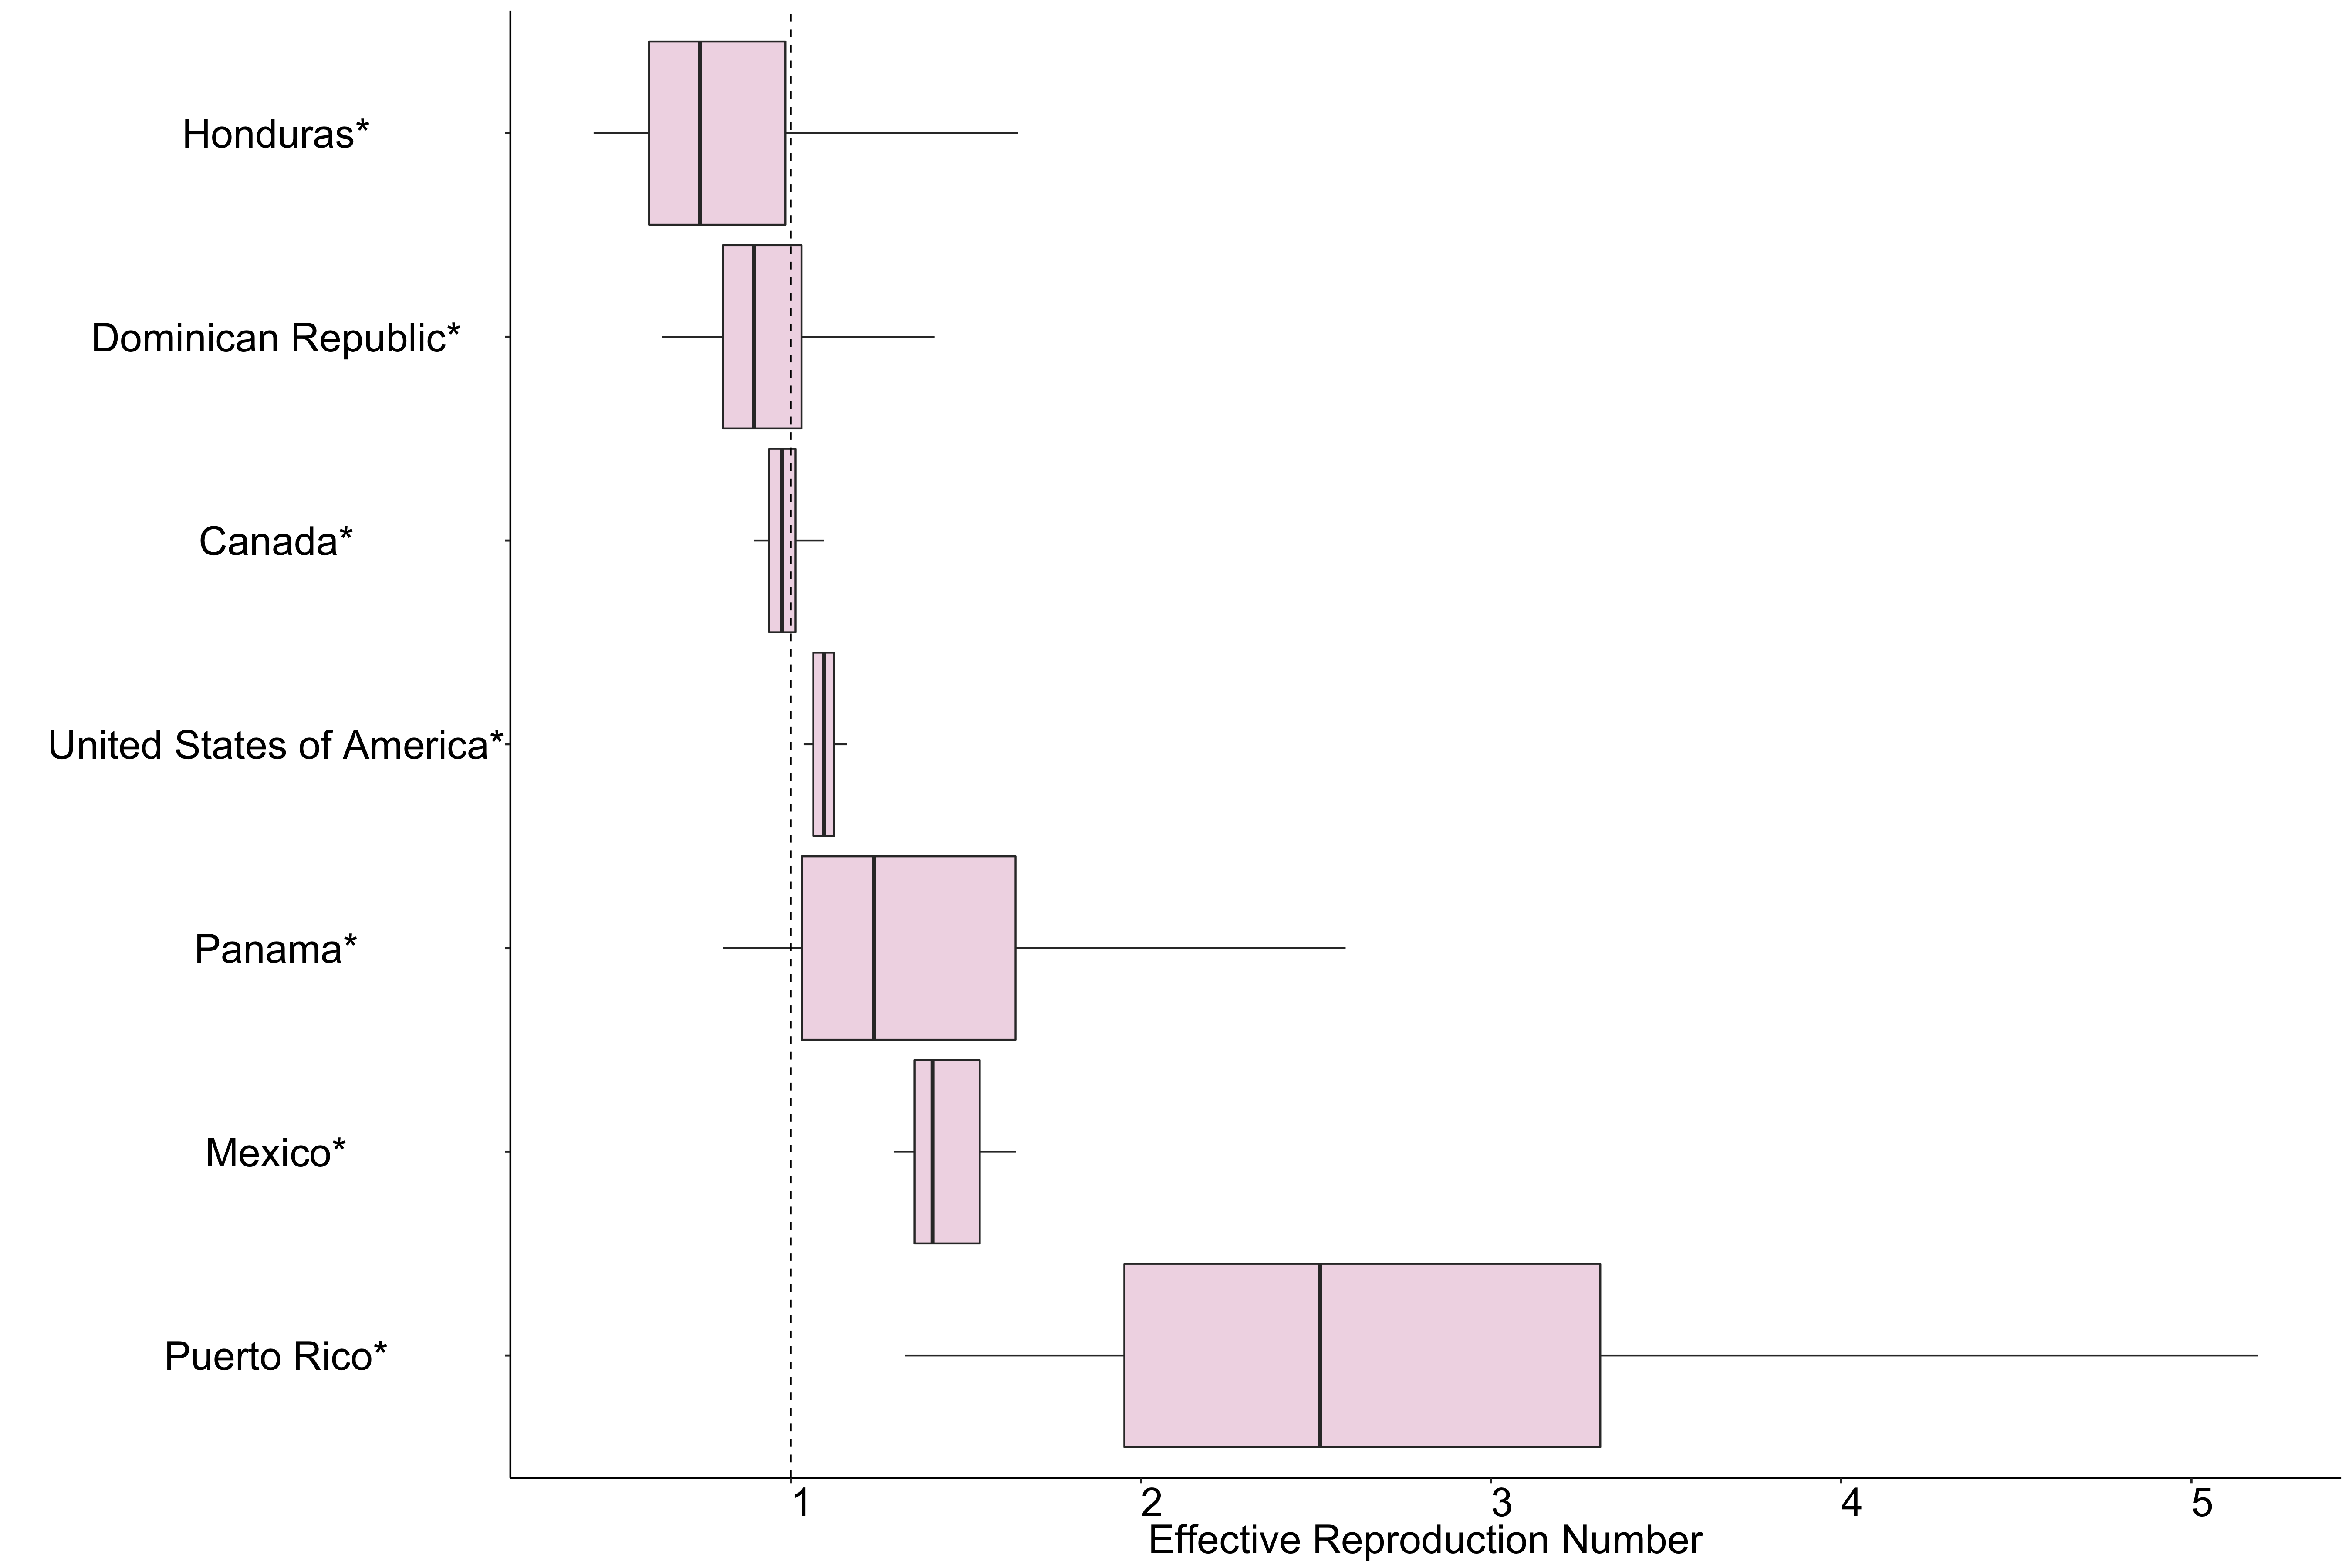 Honduras*
Dominican Republic*
Canada*
United States of America*
Panama*
Mexico*
Puerto Rico*
1 2 3 4 5
Effective Reproduction Number